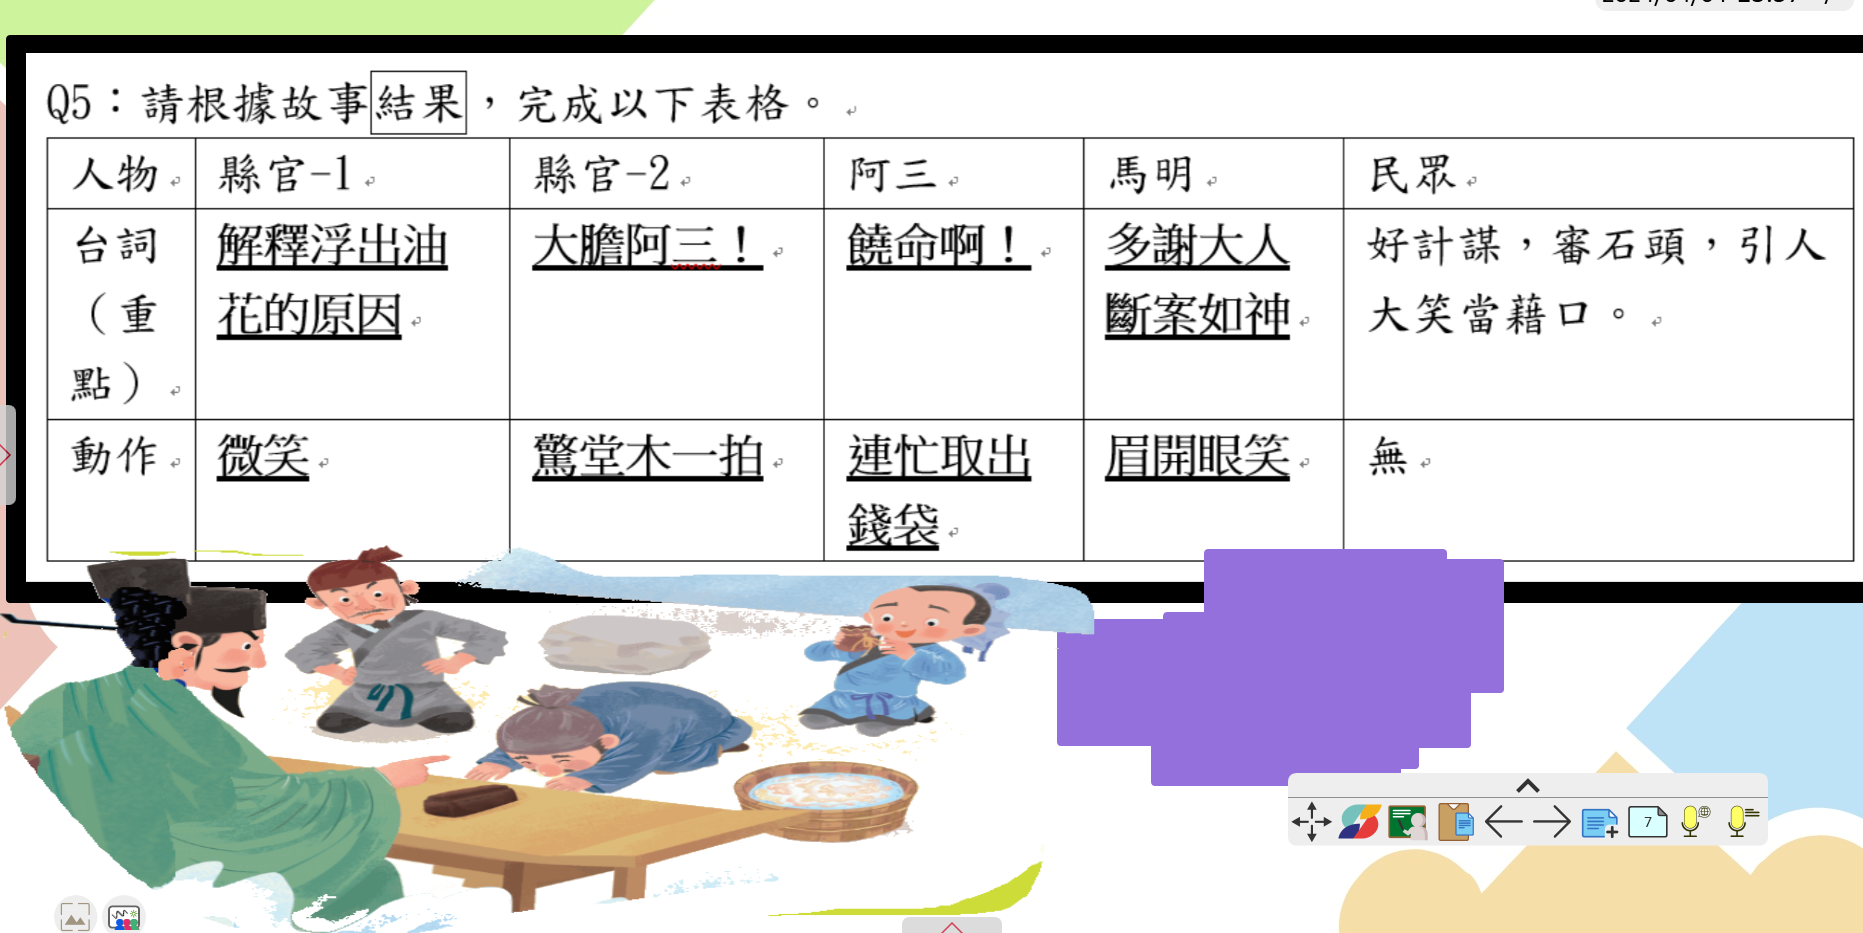 Q5：請根據故事結果，完成以下表格。
人物 縣官-1 縣官-2 阿三 馬明 民眾
台詞（重點） 解釋浮出油花的原因 大膽阿三！ 饒命啊！ 多謝大人斷案如神 好計謀，審石頭，引人大笑當藉口。
動作 微笑 驚堂木一拍 連忙取出錢袋 眉開眼笑 無
7